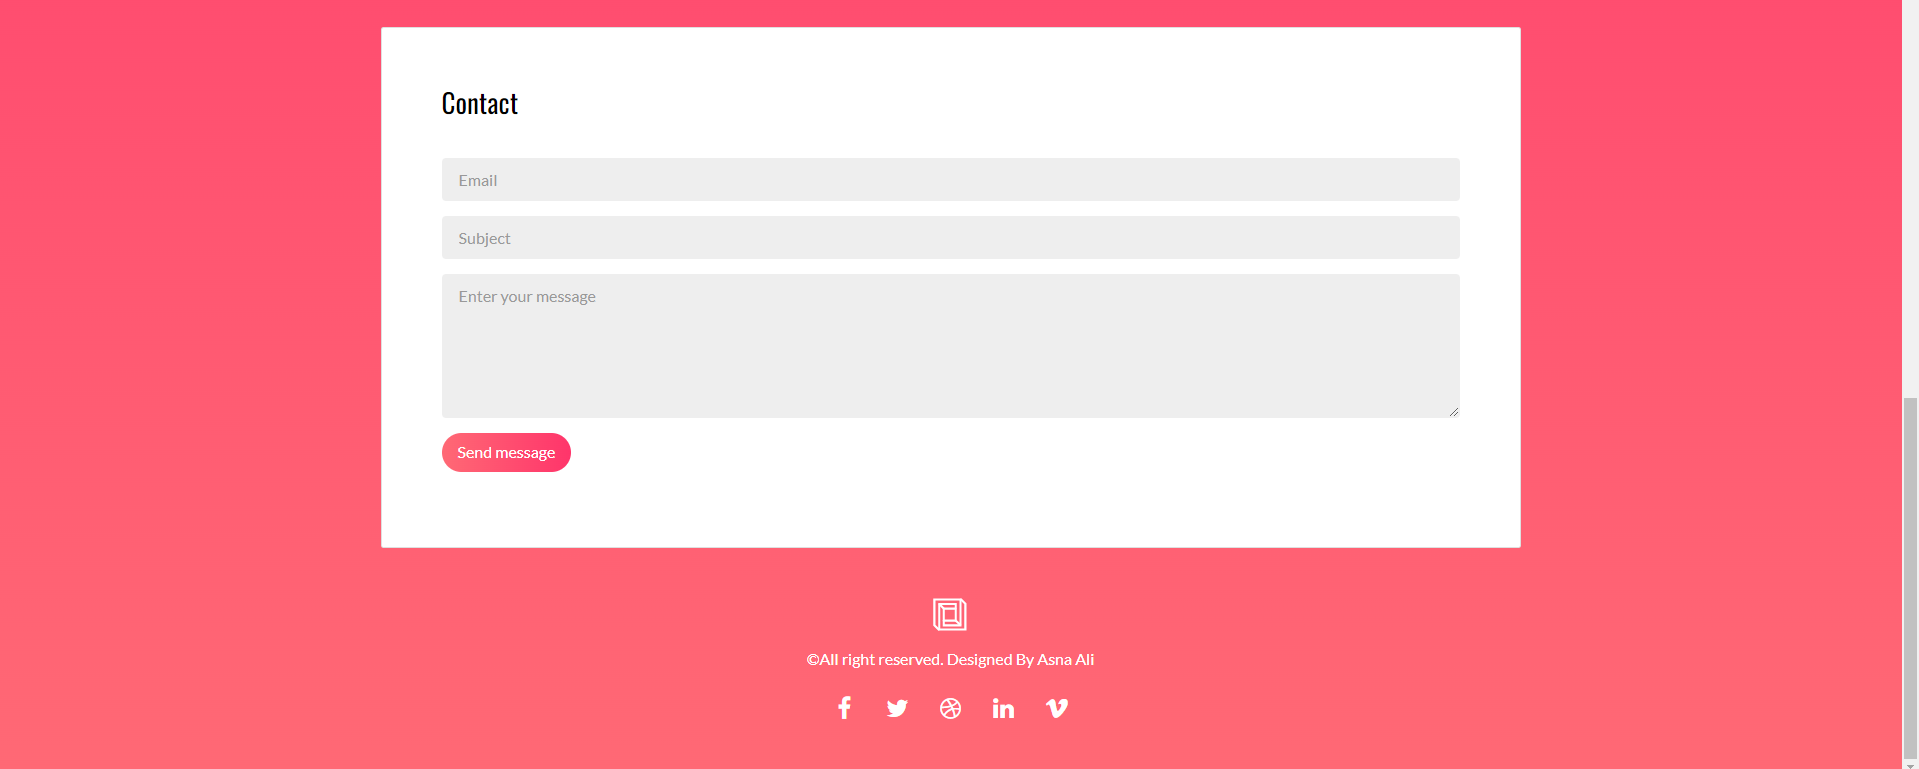 Contact
Email
Subject
Enter your message
Send message
©All right reserved. Designed By Asna Ali